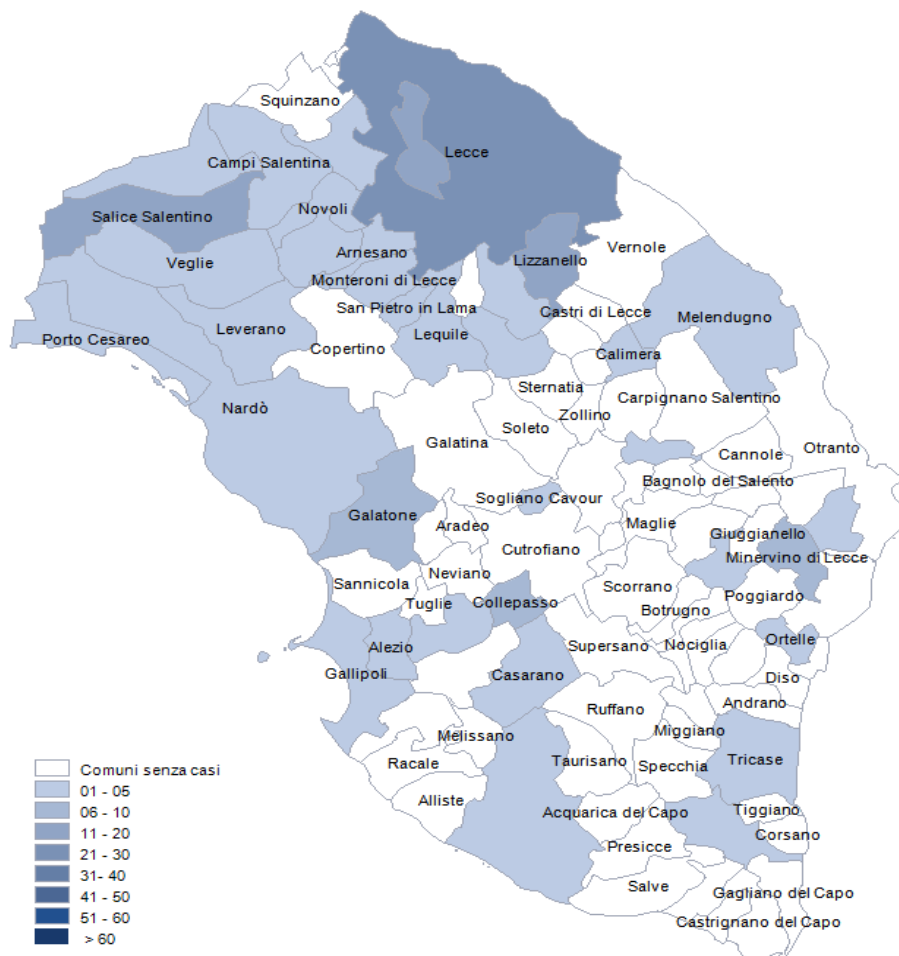 Squinzano
Lecce
Campi Salentina
Salice Salentino
Novoli
Vernole
Arnesano
Lizzanello
Veglie
Monteroni di Lecce
San Pietro in Lama
Castri di Lecce
Melendugno
Leverano
Lequile
Porto Cesareo
Copertino
Calimera
Sternatia
Carpignano Salentino
Nardò
Zollino
Soleto
Galatina
Otranto
Cannole
Bagnolo del Salento
Sogliano Cavour
Galatone
Aradeo
Maglie
Giuggianello
Cutrofiano
Minervino di Lecce
Neviano
Sannicola
Scorrano
Poggiardo
Tuglie
Collepasso
Botrugno
Ortelle
Alezio
Supersano
Nociglia
Gallipoli
Casarano
Diso
Andrano
Ruffano
Miggiano
Melissano
Racale
Taurisano
Specchia
Tricase
Alliste
Acquarica del Capo
Tiggiano
Corsano
Presicce
Salve
Gagliano del Capo
Castrignano del Capo
Comuni senza casi
01 - 05
06 - 10
11 - 20
21 - 30
31- 40
41 - 50
51 - 60
> 60